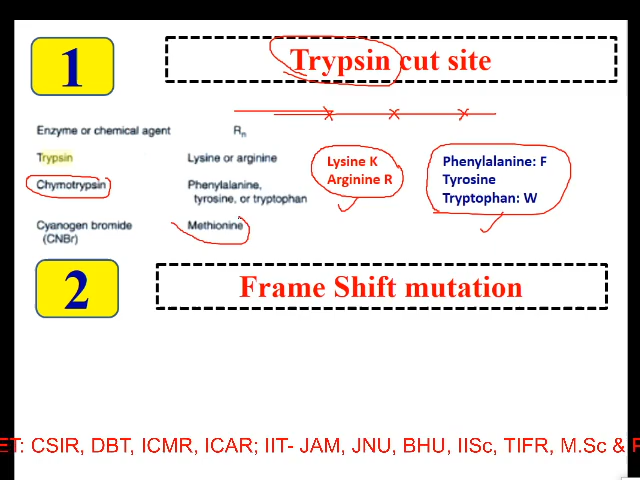 1
Trypsin cut site
Enzyme or chemical agent Rn
Trypsin Lysine or arginine
Lysine K
Arginine R
Phenylalanine: F
Tyrosine
Tryptophan: W
Chymotrypsin Phenylalanine,
tyrosine, or tryptophan
Cyanogen bromide Methionine
(CNBr)
2
Frame Shift mutation
ET: CSIR, DBT, ICMR, ICAR; IIT- JAM, JNU, BHU, IISc, TIFR, M.Sc &